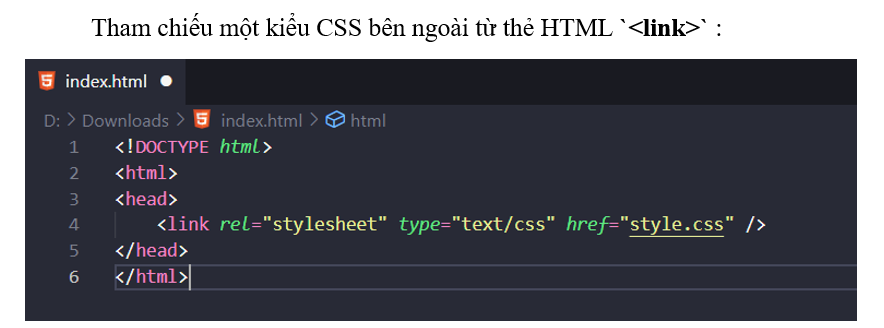 Tham chiếu một kiểu CSS bên ngoài từ thẻ HTML `<link>` :
index.html
D: > Downloads > index.html > html
1 <!DOCTYPE html>
2 <html>
3 <head>
4     <link rel="stylesheet" type="text/css" href="style.css" />
5 </head>
6 </html>